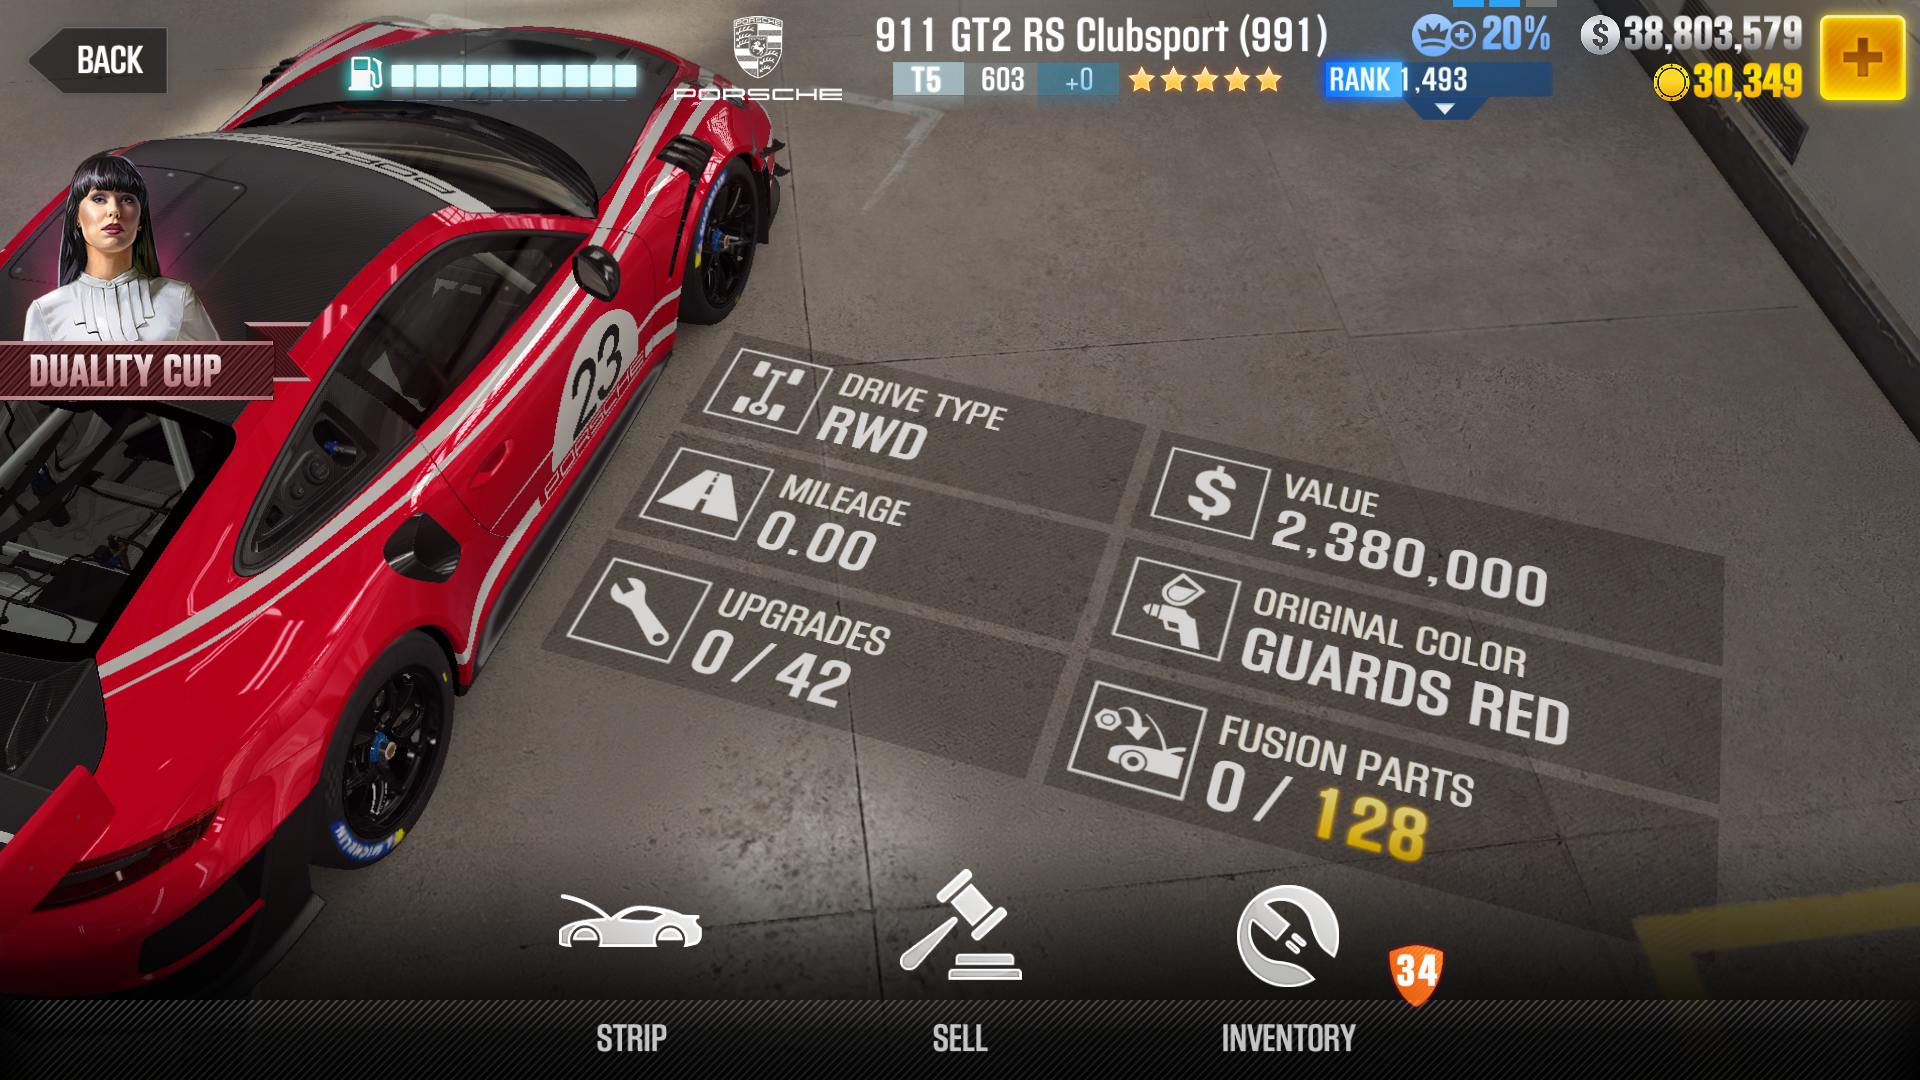 BACK
PORSCHE
911 GT2 RS Clubsport (991)
T5 603 +0
RANK 1,493
20%
38,803,579
30,349
DUALITY CUP
PORSCHE
23
PORSCHE
MICHELIN
DRIVE TYPE
RWD
MILEAGE
0.00
UPGRADES
0/42
VALUE
2,380,000
ORIGINAL COLOR
GUARDS RED
FUSION PARTS
0/128
34
STRIP
SELL
INVENTORY